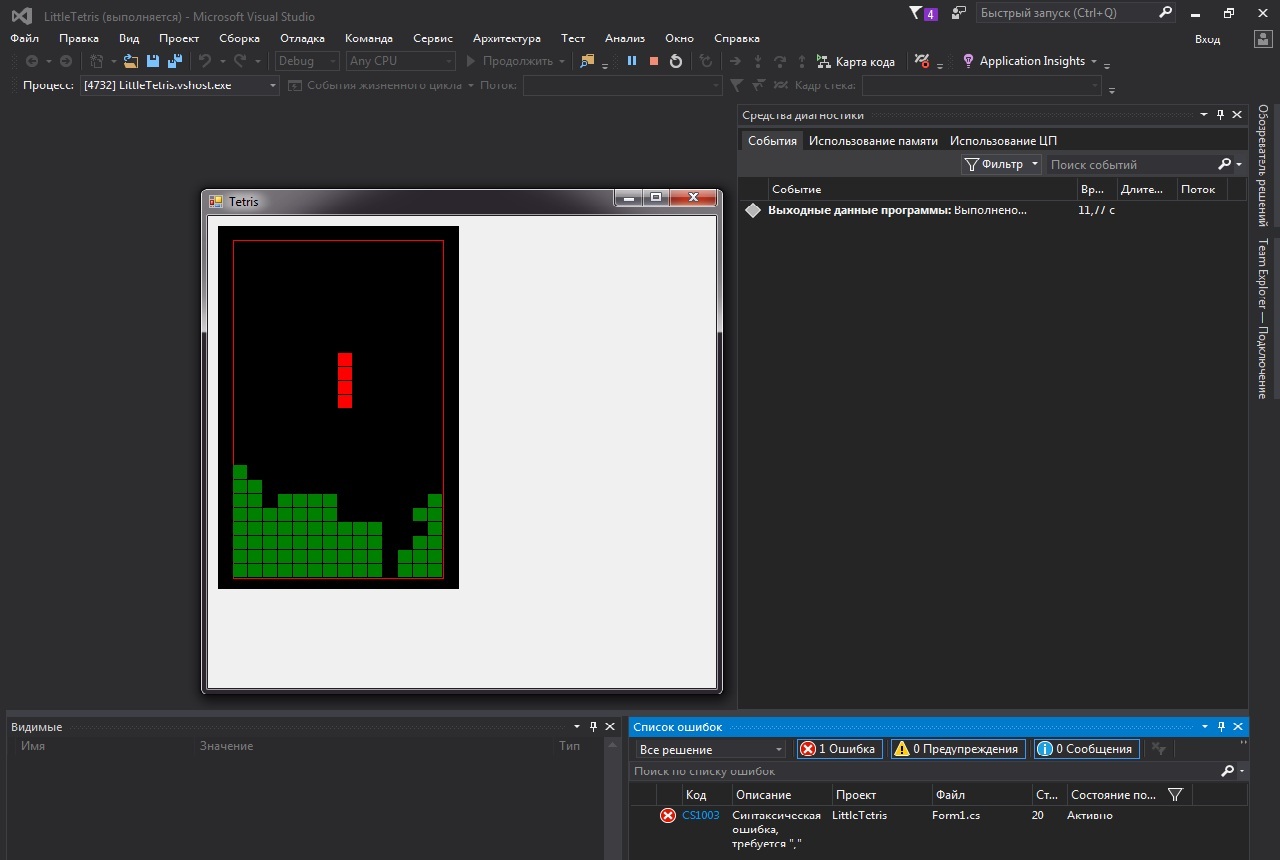 LittleTetris (выполняется) - Microsoft Visual Studio
4
Быстрый запуск (Ctrl+Q)
Файл Правка Вид Проект Сборка Отладка Команда Сервис Архитектура Тест Анализ Окно Справка
Вход
Debug Any CPU Продолжить Карта кода Application Insights
Процесс: [4732] LittleTetris.vshost.exe События жизненного цикла Поток: Кадр стека:
Средства диагностики
События Использование памяти Использование ЦП
Фильтр Поиск событий
Событие Вр... Длите... Поток
Выходные данные программы: Выполнено... 11,77 с
Обозреватель решений
Team Explorer — Подключение
Tetris
Видимые
Имя Значение Тип
Список ошибок
Все решение 1 Ошибка 0 Предупреждения 0 Сообщения
Поиск по списку ошибок
Код Описание Проект Файл Ст... Состояние по...
CS1003 Синтаксическая LittleTetris Form1.cs 20 Активно
ошибка,
требуется ","